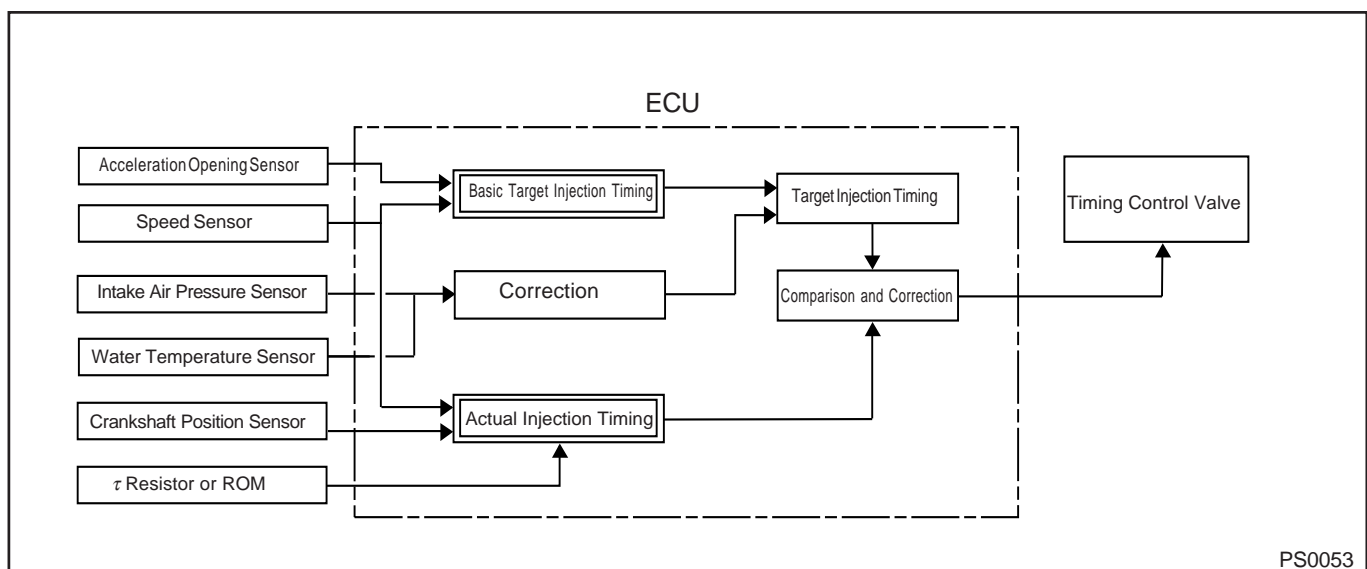 ECU
Acceleration Opening Sensor
Speed Sensor
Intake Air Pressure Sensor
Water Temperature Sensor
Crankshaft Position Sensor
τ Resistor or ROM
Basic Target Injection Timing
Correction
Actual Injection Timing
Target Injection Timing
Comparison and Correction
Timing Control Valve
PS0053